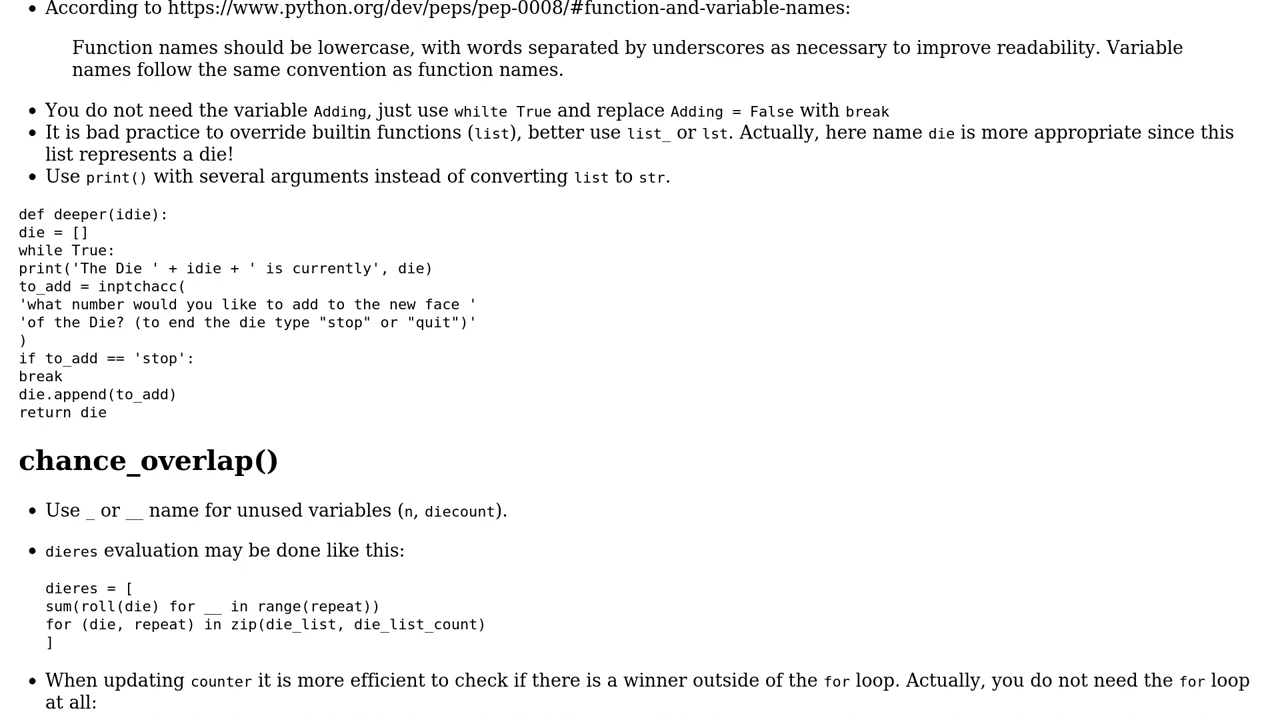 According to https://www.python.org/dev/peps/pep-0008/#function-and-variable-names:
Function names should be lowercase, with words separated by underscores as necessary to improve readability. Variable
names follow the same convention as function names.
You do not need the variable Adding, just use whilte True and replace Adding = False with break
It is bad practice to override builtin functions (list), better use list_ or lst. Actually, here name die is more appropriate since this
list represents a die!
Use print() with several arguments instead of converting list to str.
def deeper(idie):
die = []
while True:
print('The Die ' + idie + ' is currently', die)
to_add = inptchacc(
'what number would you like to add to the new face '
'of the Die? (to end the die type "stop" or "quit")'
)
if to_add == 'stop':
break
die.append(to_add)
return die
chance_overlap()
Use _ or __ name for unused variables (n, diecount).
dieres evaluation may be done like this:
dieres = [
sum(roll(die) for __ in range(repeat))
for (die, repeat) in zip(die_list, die_list_count)
]
When updating counter it is more efficient to check if there is a winner outside of the for loop. Actually, you do not need the for loop
at all: